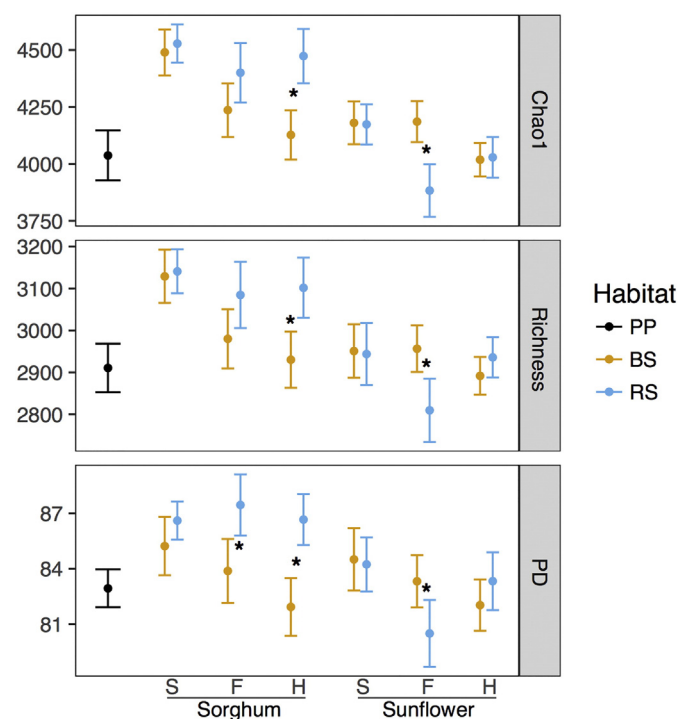 4500
4250
4000
3750
Chao1
3200
3100
3000
2900
2800
Richness
87
84
81
PD
*
*
*
*
*
*
*
S F H S F H
Sorghum Sunflower
Habitat
PP
BS
RS